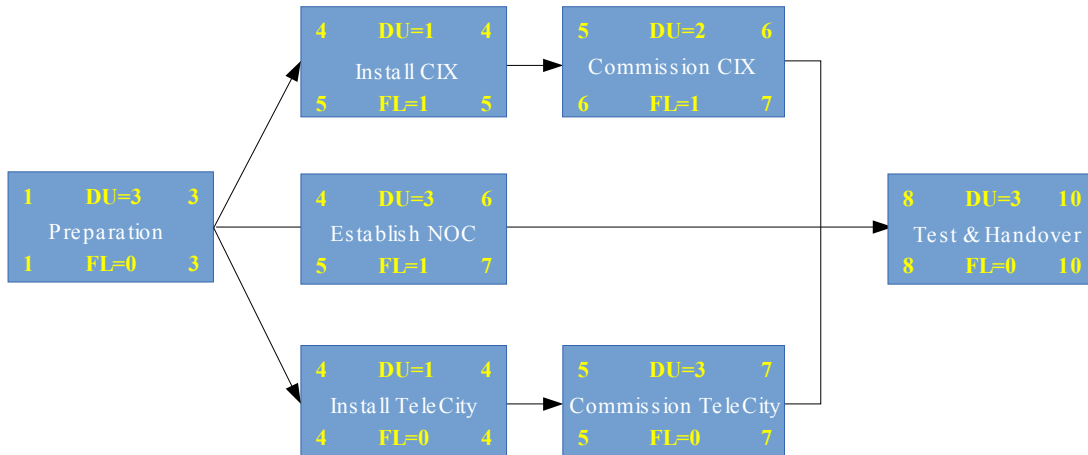 4 DU=1 4
Install CIX
5 FL=1 5
5 DU=2 6
Commission CIX
6 FL=1 7
1 DU=3 3
Preparation
1 FL=0 3
4 DU=3 6
Establish NOC
5 FL=1 7
8 DU=3 10
Test & Handover
8 FL=0 10
4 DU=1 4
Install TeleCity
4 FL=0 4
5 DU=3 7
Commission TeleCity
5 FL=0 7